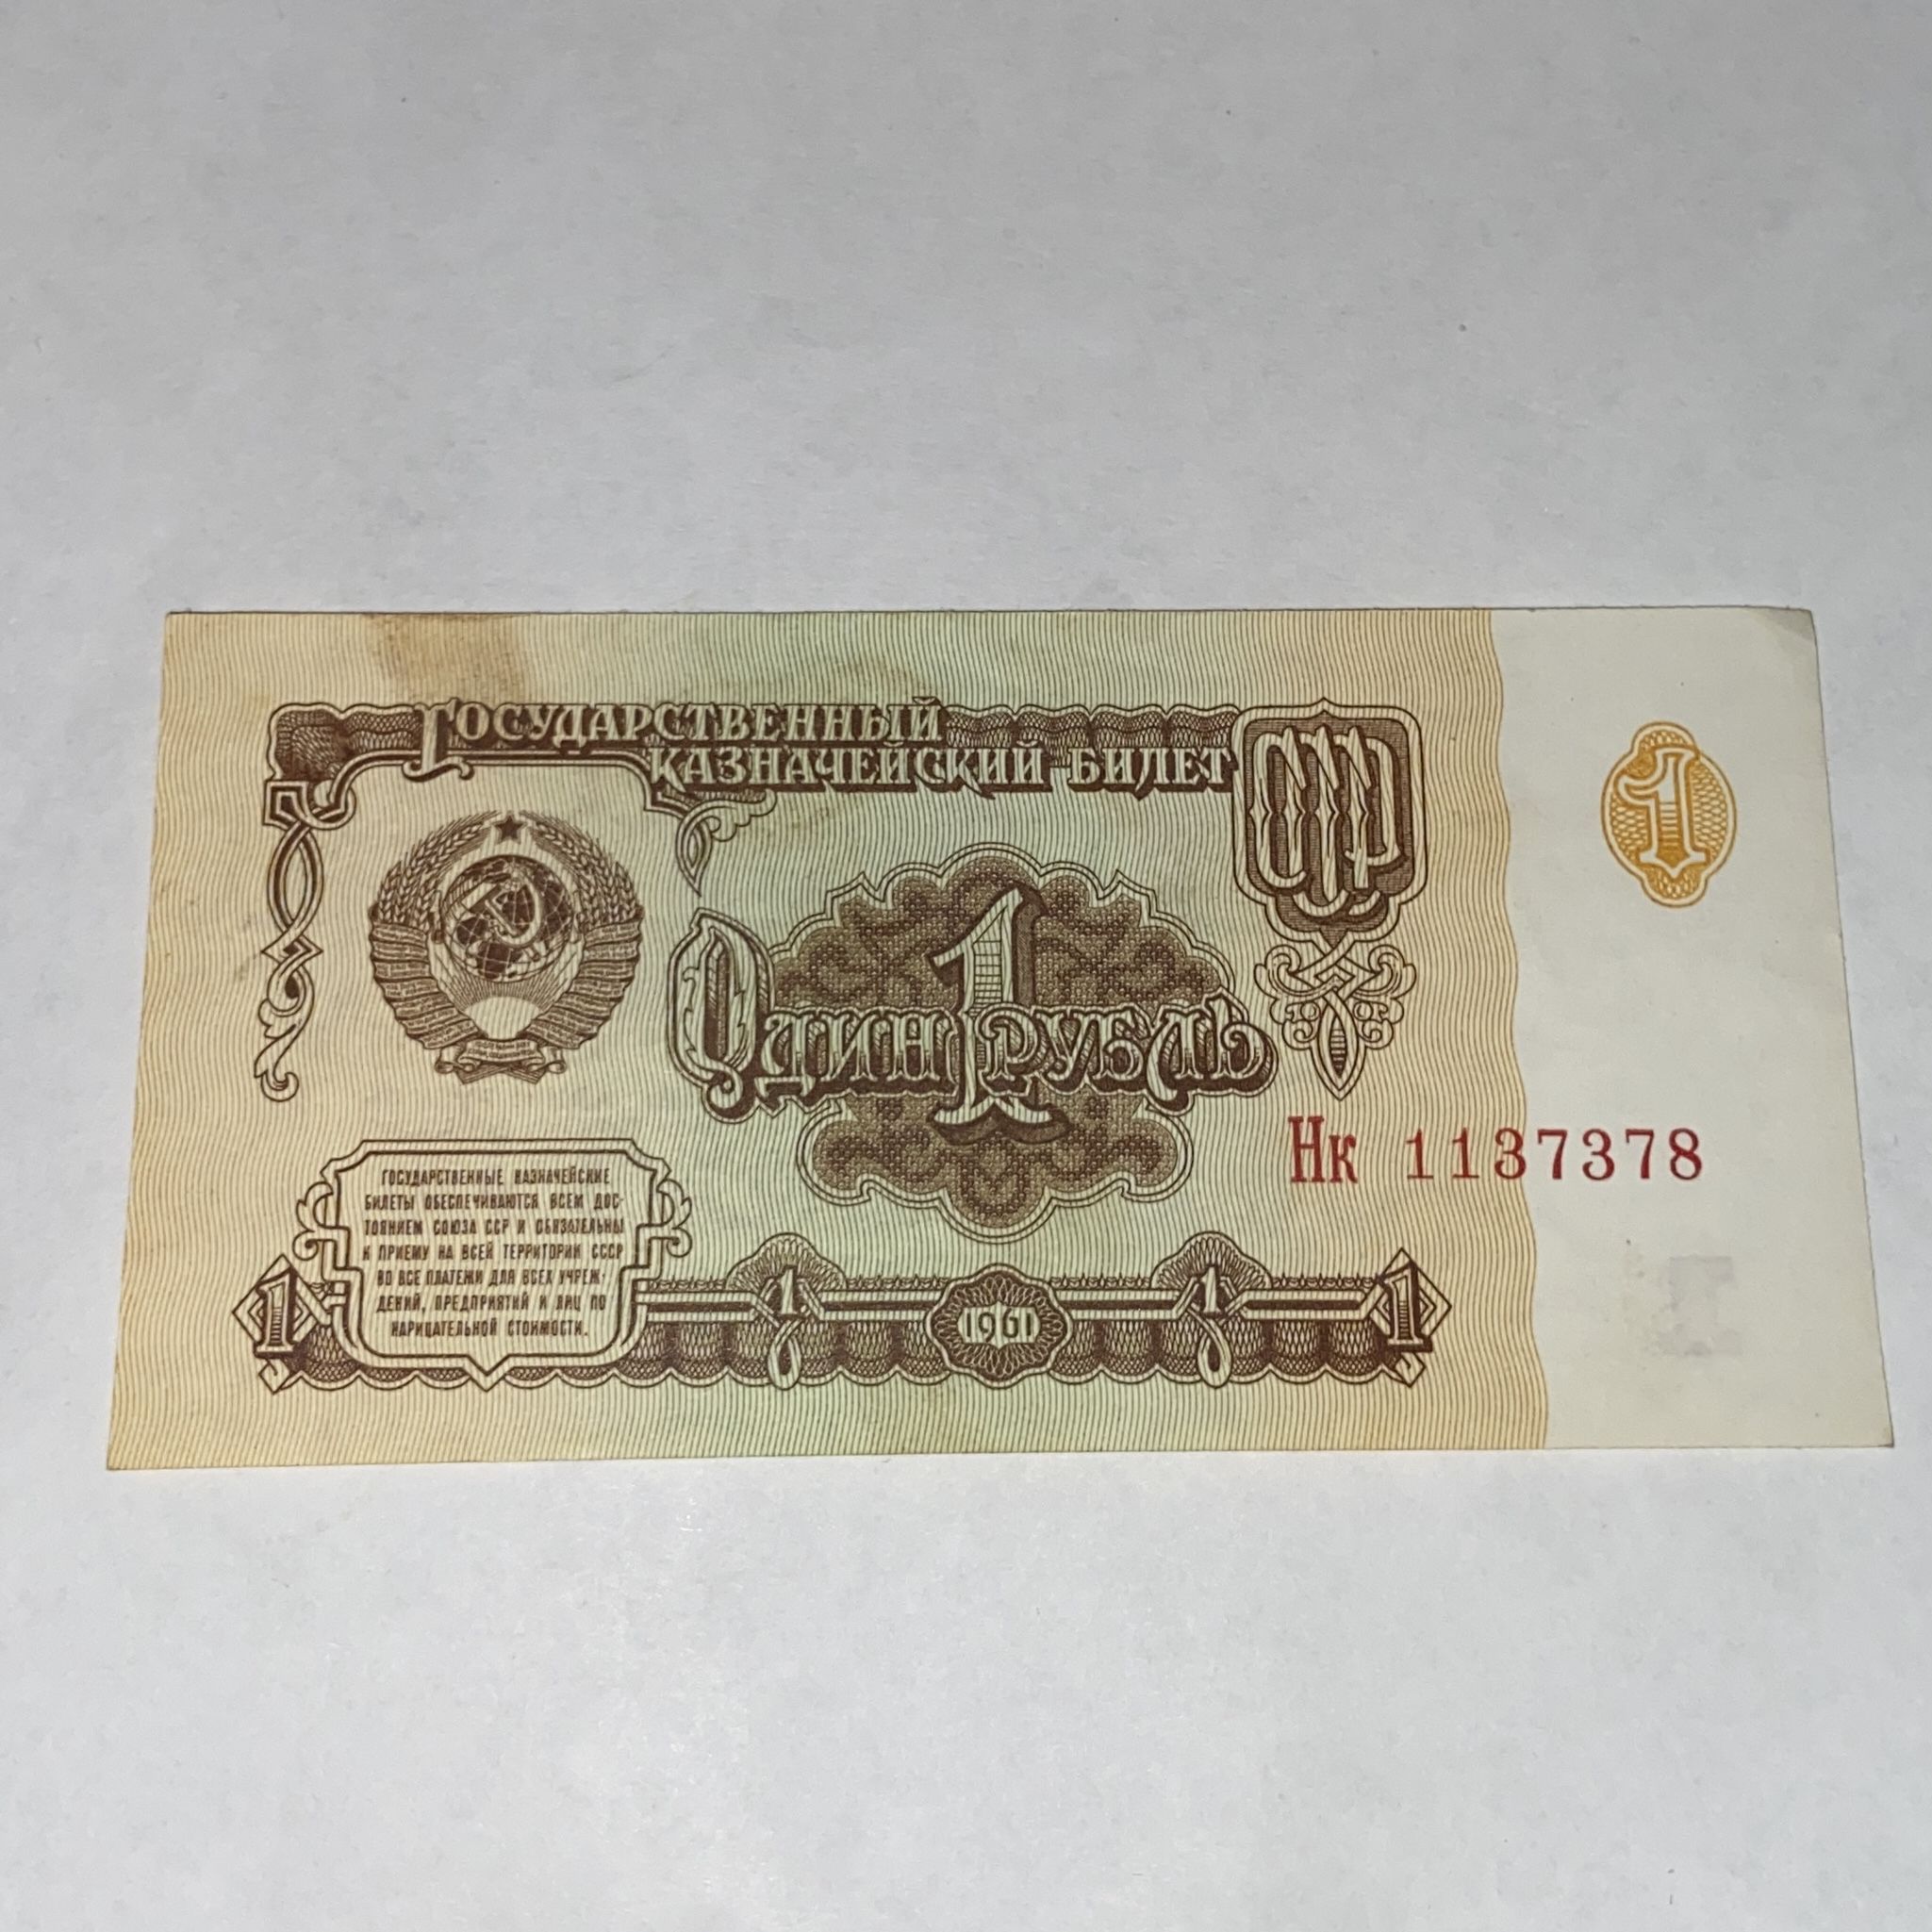 Государственный
казначейский билет
СССР
1
1
Один рубль
Нк 1137378
ГОСУДАРСТВЕННЫЕ КАЗНАЧЕЙСКИЕ
БИЛЕТЫ ОБЕСПЕЧИВАЮТСЯ ВСЕМ ДОС-
ТОЯНИЕМ СОЮЗА ССР И ОБЯЗАТЕЛЬНЫ
К ПРИЕМУ НА ВСЕЙ ТЕРРИТОРИИ СССР
ВО ВСЕ ПЛАТЕЖИ ДЛЯ ВСЕХ УЧРЕЖ-
ДЕНИЙ, ПРЕДПРИЯТИЙ И ЛИЦ ПО
НАРИЦАТЕЛЬНОЙ СТОИМОСТИ.
1 1 1961 1 1